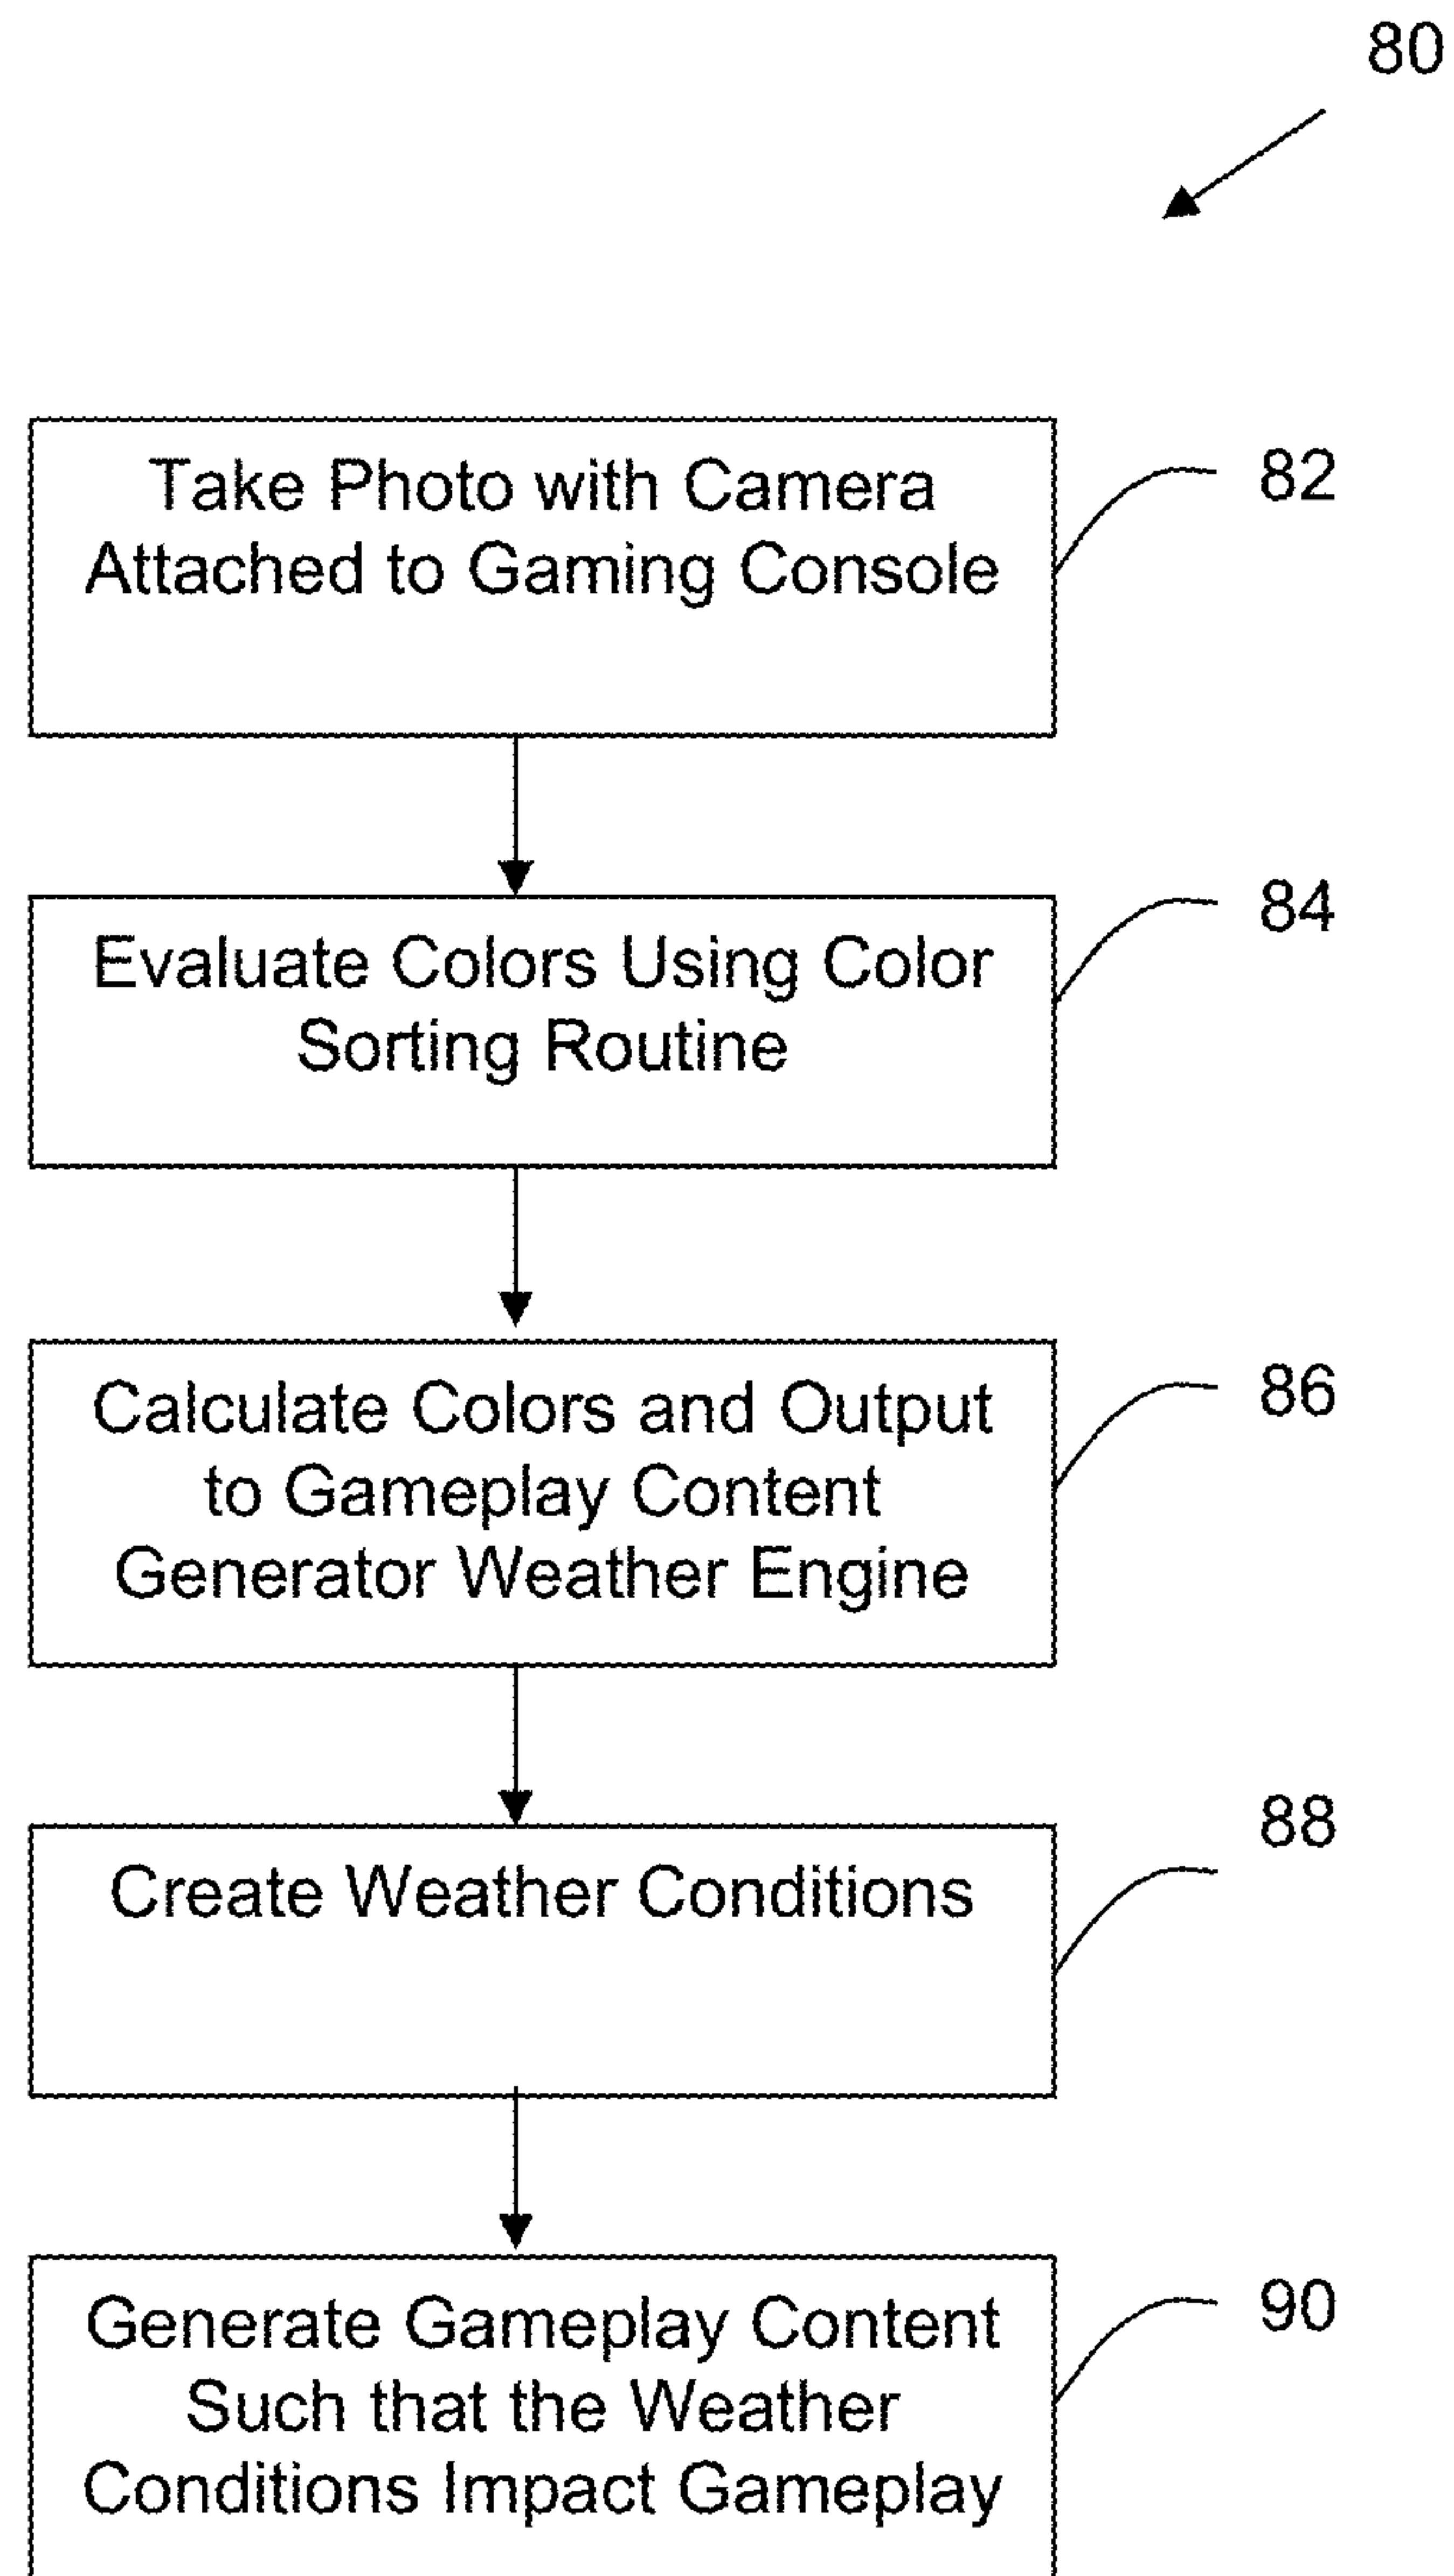 80
Take Photo with Camera
Attached to Gaming Console
82
Evaluate Colors Using Color
Sorting Routine
84
Calculate Colors and Output
to Gameplay Content
Generator Weather Engine
86
Create Weather Conditions
88
Generate Gameplay Content
Such that the Weather
Conditions Impact Gameplay
90